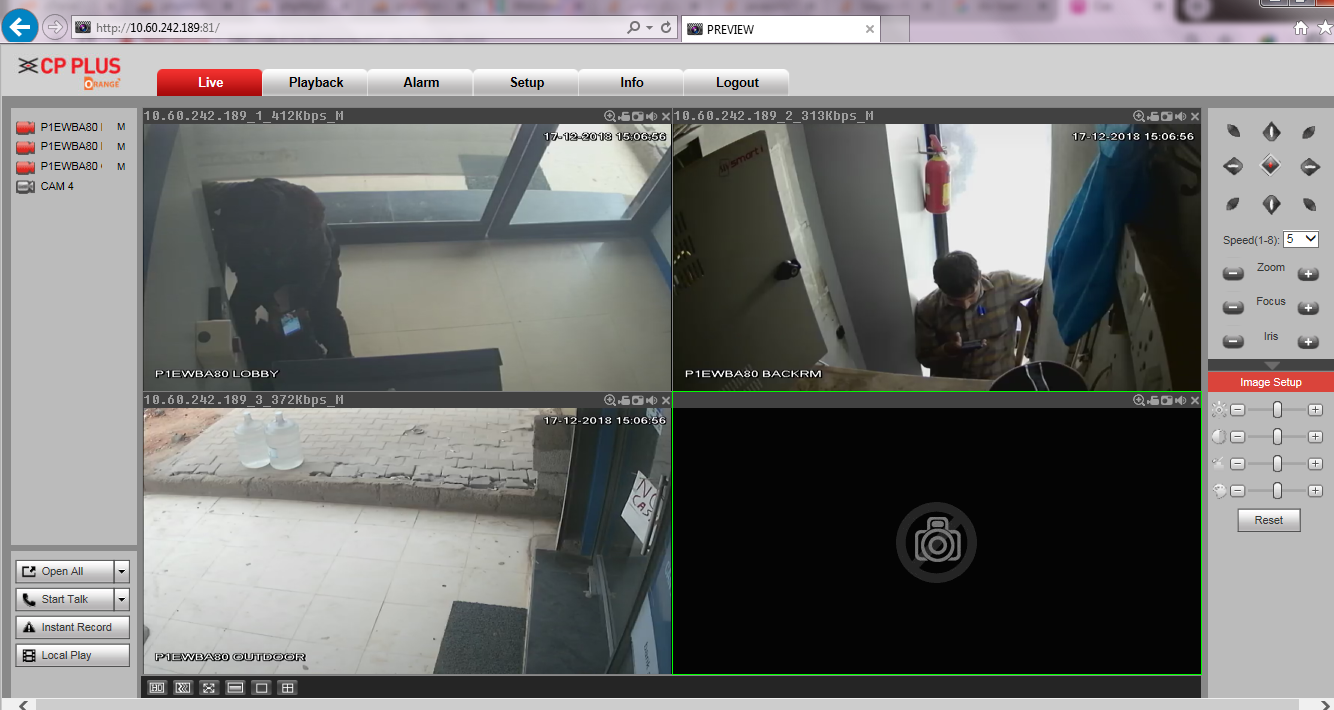 http://10.60.242.189:81/
PREVIEW
CP PLUS
ORANGE
Live
Playback
Alarm
Setup
Info
Logout
P1EWBA80 M
P1EWBA80 M
P1EWBA80 M
CAM 4
10.60.242.189_1_412Kbps_M
17-12-2018 15:06:56
P1EWBA80 LOBBY
10.60.242.189_2_313Kbps_M
17-12-2018 15:06:56
smart i
P1EWBA80 BACKRM
10.60.242.189_3_372Kbps_M
17-12-2018 15:06:56
NO
CAS
P1EWBA80 OUTDOOR
Speed(1-8): 5
Zoom
Focus
Iris
Image Setup
Reset
Open All
Start Talk
Instant Record
Local Play